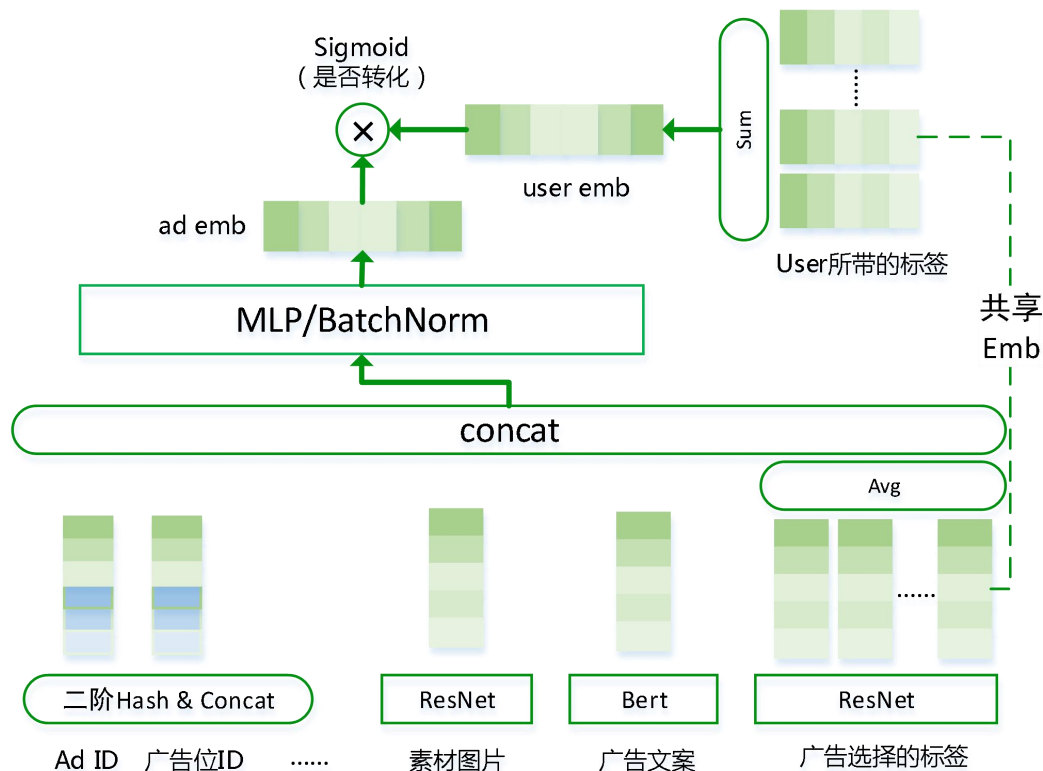 Sigmoid
（是否转化）
×
Sum
user emb
ad emb
User所带的标签
共享
Emb
MLP/BatchNorm
concat
Avg
......
......
二阶Hash & Concat
ResNet
Bert
ResNet
Ad ID
广告位ID
......
素材图片
广告文案
广告选择的标签